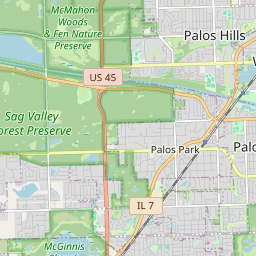 McMahon
Woods
& Fen Nature
Preserve
Palos Hills
US 45
Sag Valley
Forest Preserve
Palos Park
Palo
IL 7
McGinnis